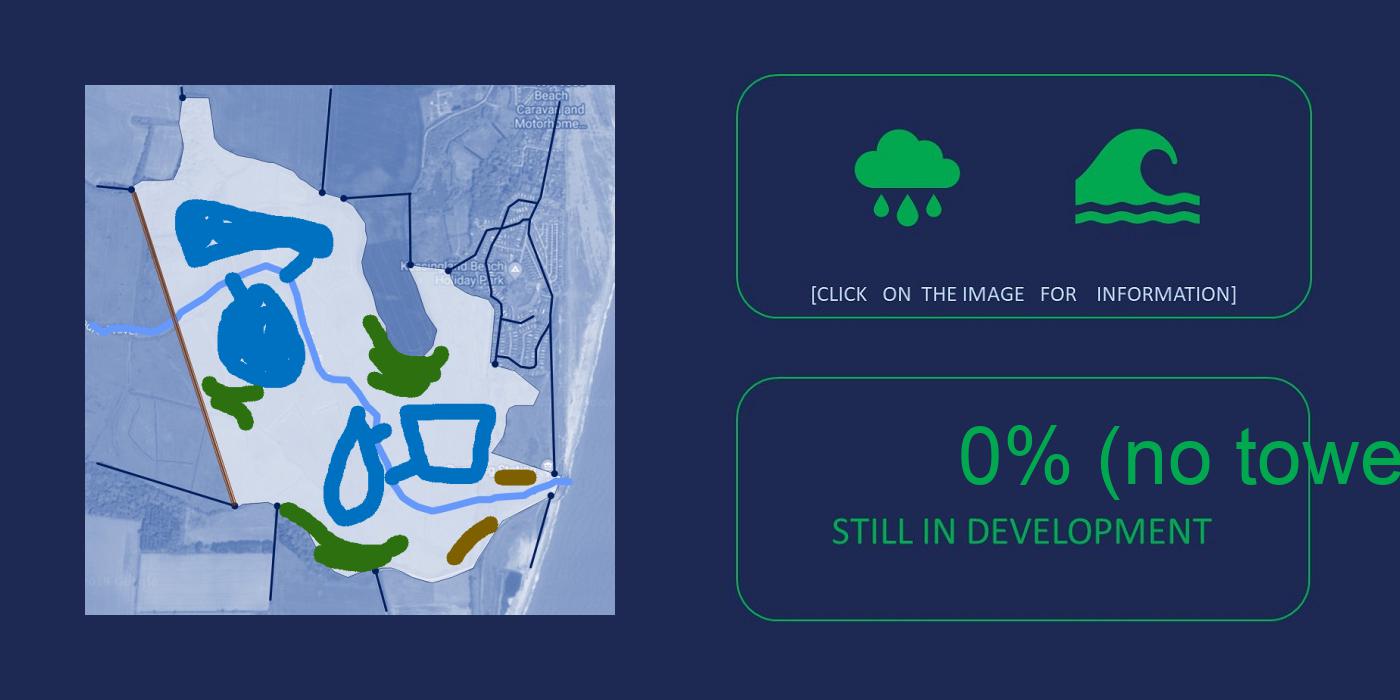 Beach
Caravan and
Motorhome...
Kessingland Beach
Holiday Park
[CLICK ON THE IMAGE FOR INFORMATION]
0% (no towe
STILL IN DEVELOPMENT